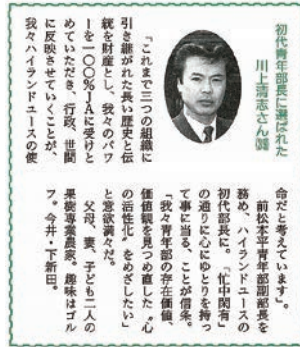 初代青年部長に選ばれた
川上清志さん㊳
「これまで三つの組織に
引き継がれた長い歴史と伝
統を財産とし、我々のパワ
ーを一〇〇％JAに受けと
めていただき、行政、世間
に反映させていくことが、
我々ハイランドユースの使
命だと考えています」。
前松本平青年部副部長を
務め、ハイランドユースの
初代部長に。「忙中閑有」
の通りに心にゆとりを持っ
て事に当る、ことが信条。
「我々青年部の存在価値、
価値観を見つめ直した〝心
の活性化〟をめざしたい」
と意欲満々だ。
父母、妻、子ども二人の
果樹専業農家。趣味はゴル
フ。今井・下新田。